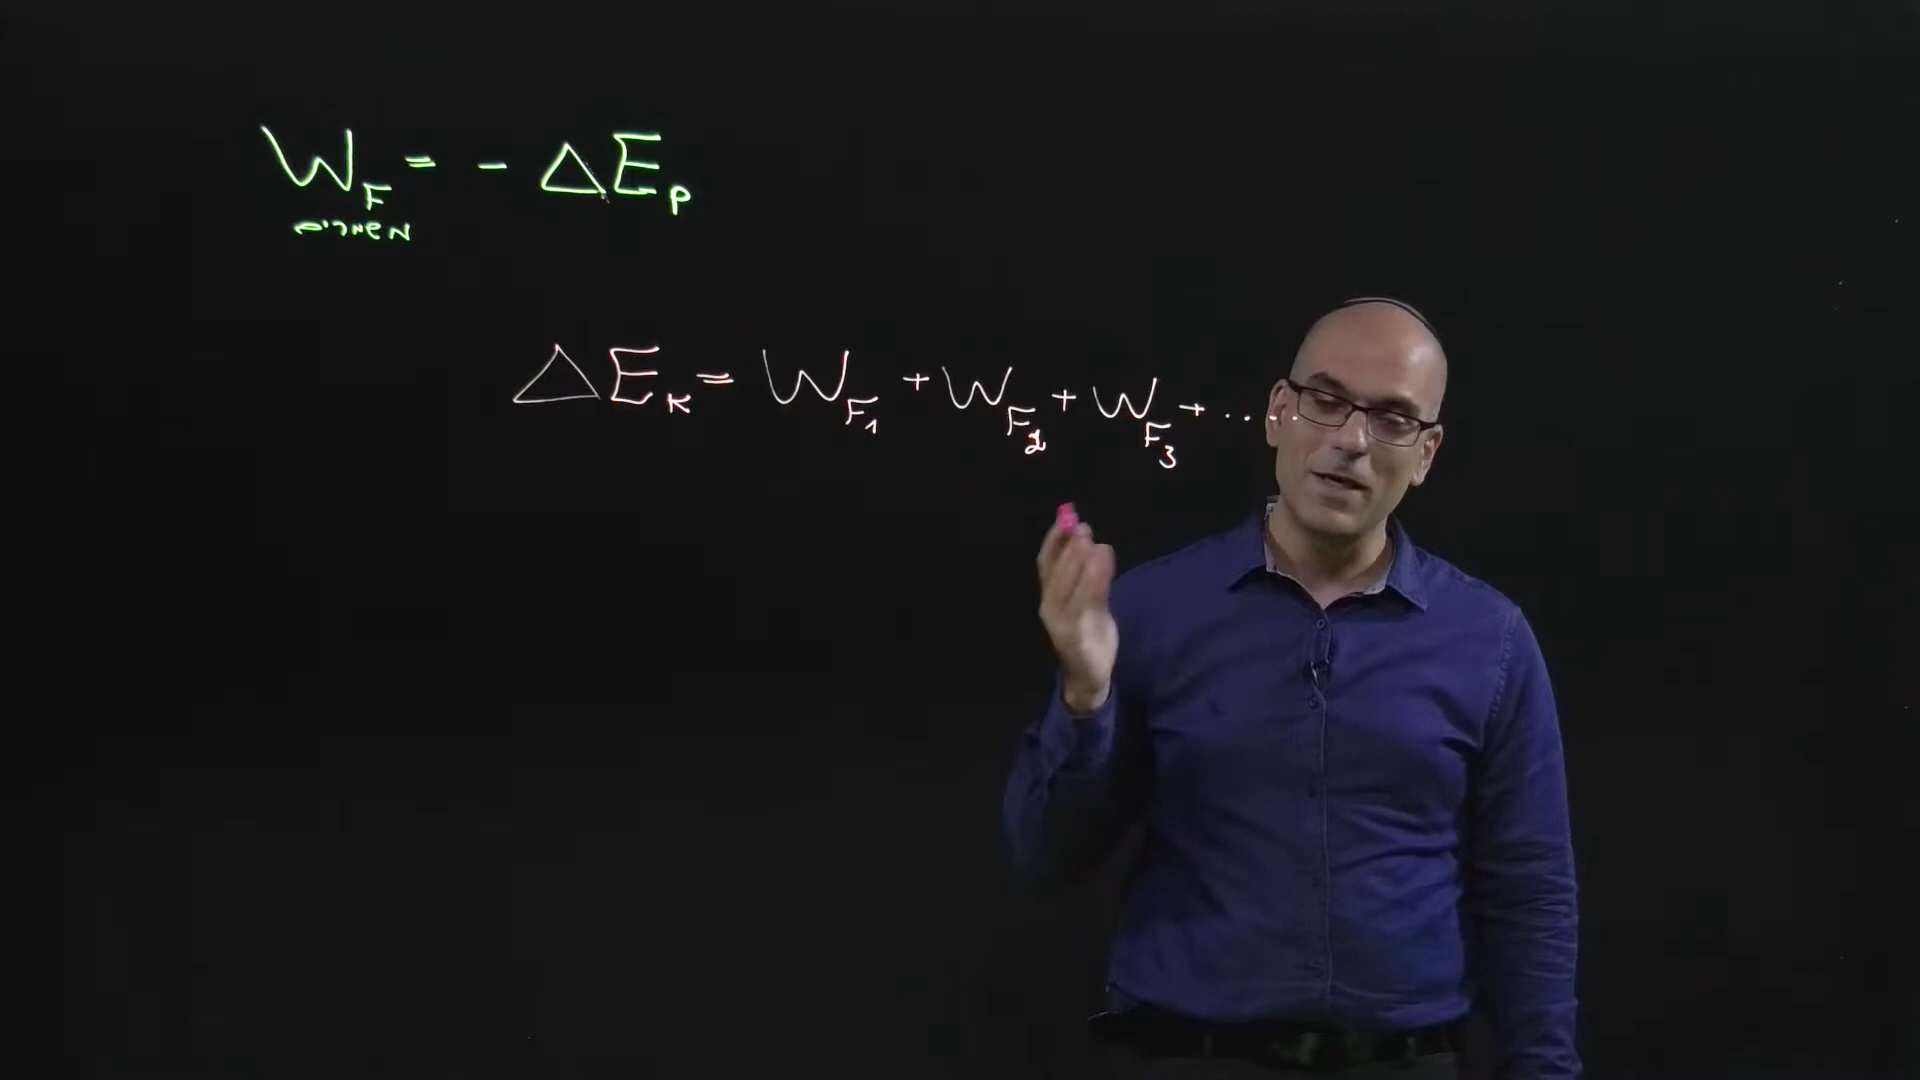 W_F = - ΔE_p
משמרים
ΔE_K = W_F₁ + W_F₂ + W_F₃ + .....